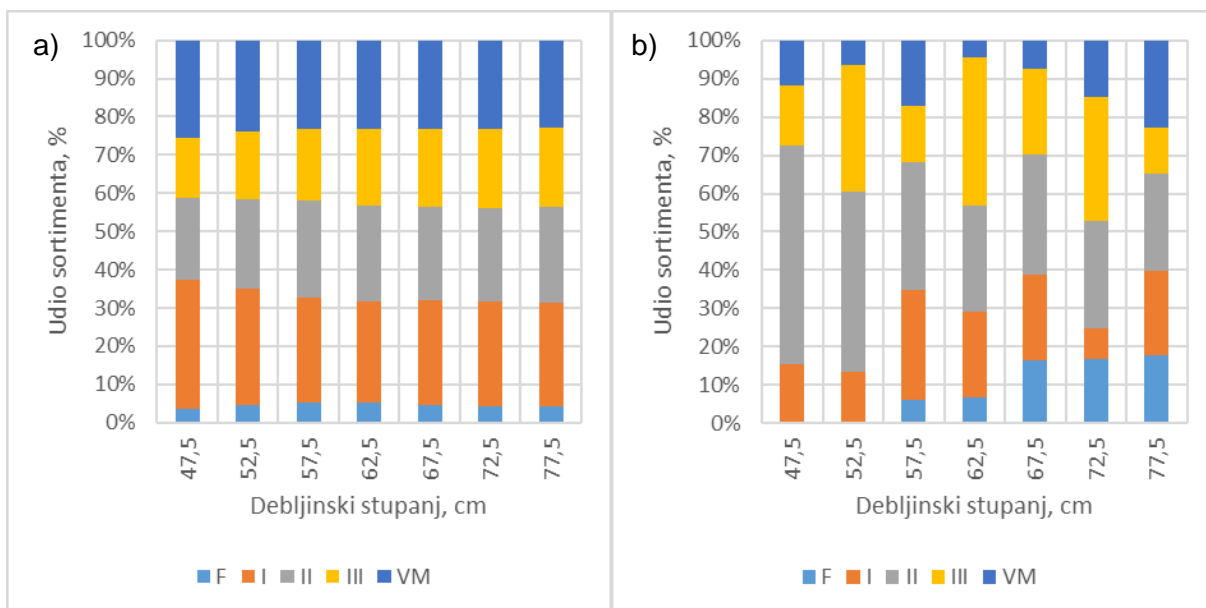 a)
Udio sortimenta, %
100%
90%
80%
70%
60%
50%
40%
30%
20%
10%
0%
47,5 52,5 57,5 62,5 67,5 72,5 77,5
Debljinski stupanj, cm
F I II III VM
b)
Udio sortimenta, %
100%
90%
80%
70%
60%
50%
40%
30%
20%
10%
0%
47,5 52,5 57,5 62,5 67,5 72,5 77,5
Debljinski stupanj, cm
F I II III VM